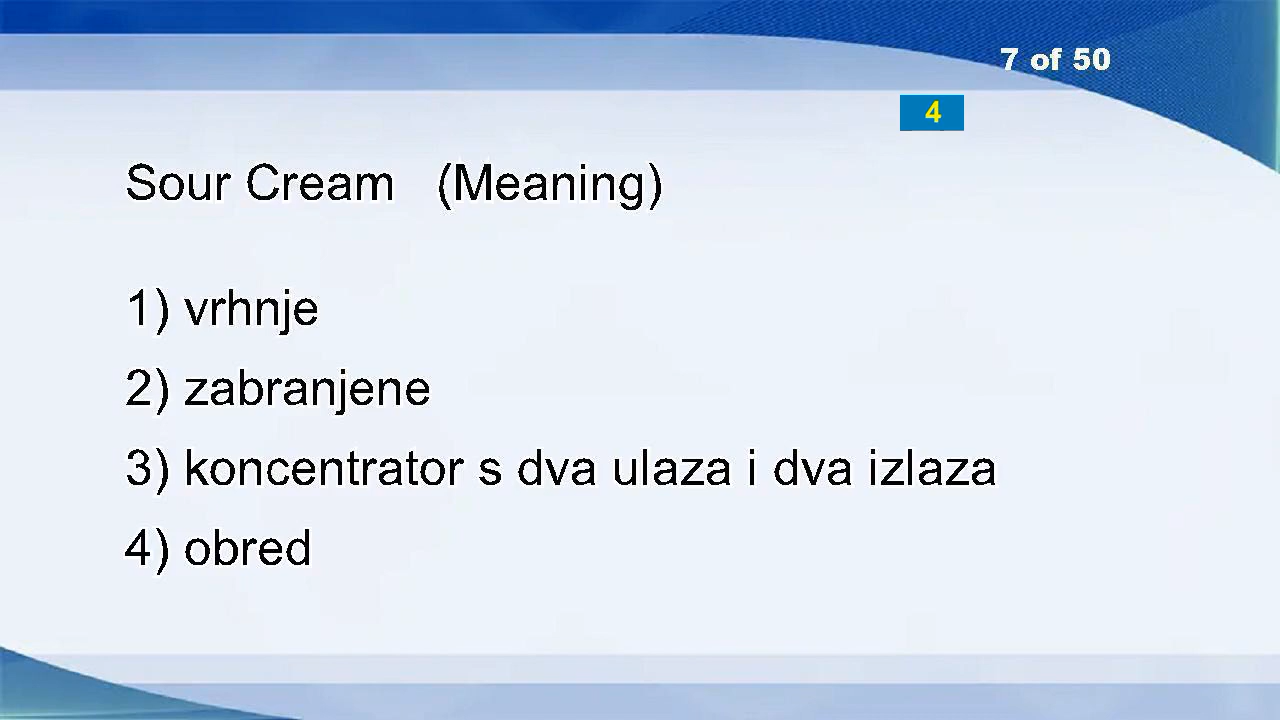 7 of 50
4
Sour Cream (Meaning)
1) vrhnje
2) zabranjene
3) koncentrator s dva ulaza i dva izlaza
4) obred